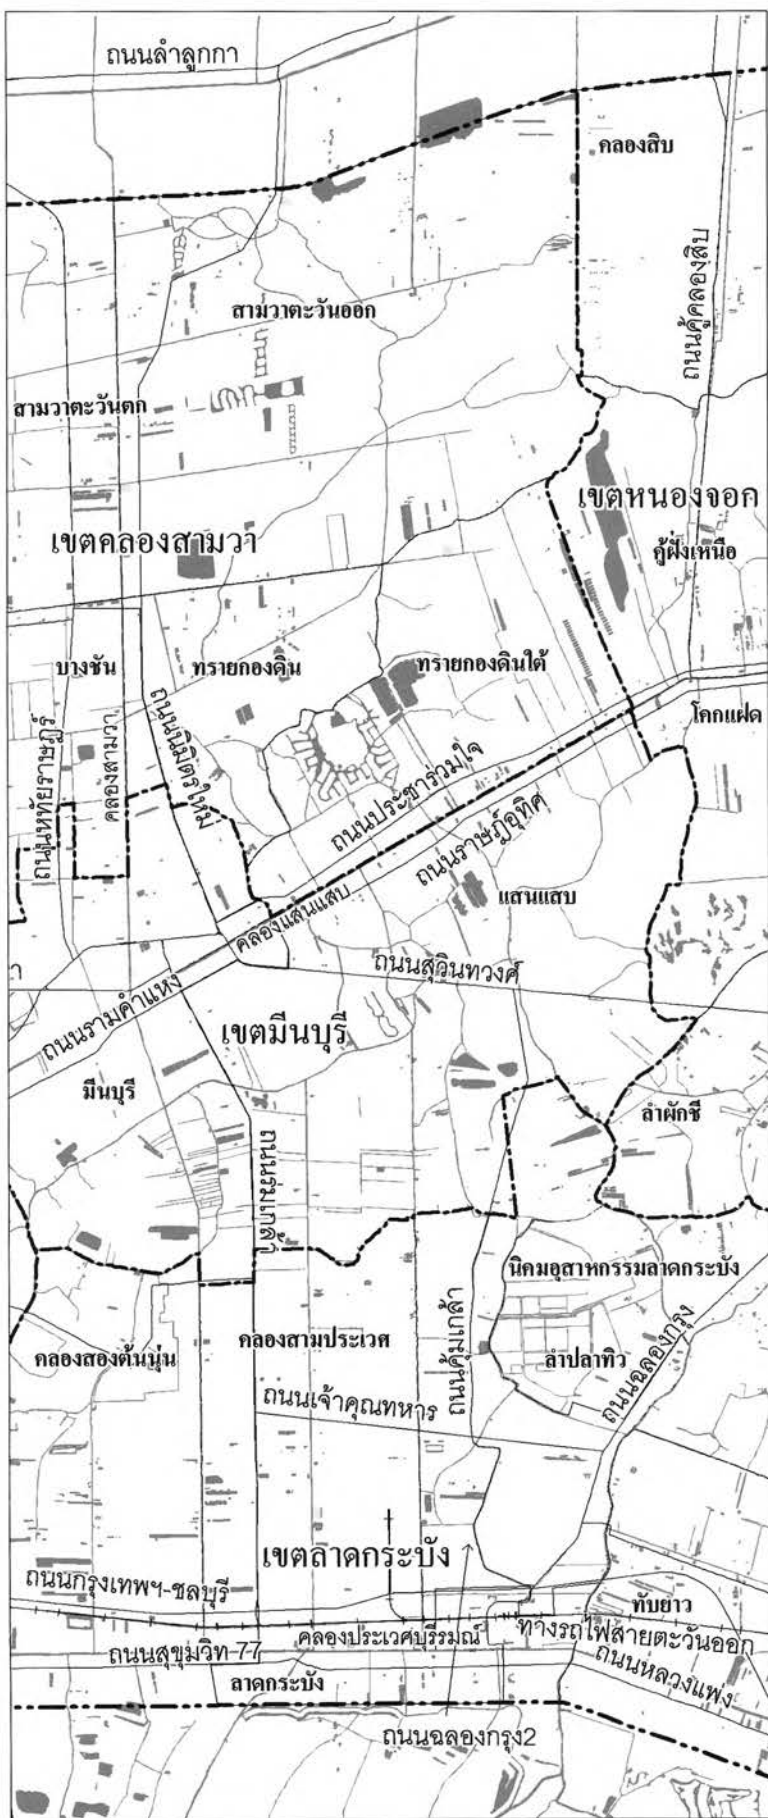 ถนนลำลูกกา
คลองสิบ
ถนนคู้คลองสิบ
สามวาตะวันออก
สามวาตะวันตก
เขตหนองจอก
เขตคลองสามวา
คู้ฝั่งเหนือ
บางชัน
ทรายกองดิน
ทรายกองดินใต้
โคกแฝด
ถนนหทัยราษฎร์
คลองสามวา
ถนนนิมิตรใหม่
ถนนประชาร่วมใจ
ถนนราษฎร์อุทิศ
แสนแสบ
คลองแสนแสบ
ถนนสุวินทวงศ์
ถนนรามคำแหง
เขตมีนบุรี
มีนบุรี
ลำผักชี
ถนนร่มเกล้า
นิคมอุสาหกรรมลาดกระบัง
คลองสามประเวศ
คลองสองต้นนุ่น
ถนนคุ้มเกล้า
ลำปลาทิว
ถนนฉลองกรุง
ถนนเจ้าคุณทหาร
เขตลาดกระบัง
ถนนกรุงเทพฯ-ชลบุรี
ทับยาว
คลองประเวศบุรีรมณ์
ทางรถไฟสายตะวันออก
ถนนสุขุมวิท 77
ถนนหลวงแพ่ง
ลาดกระบัง
ถนนฉลองกรุง2